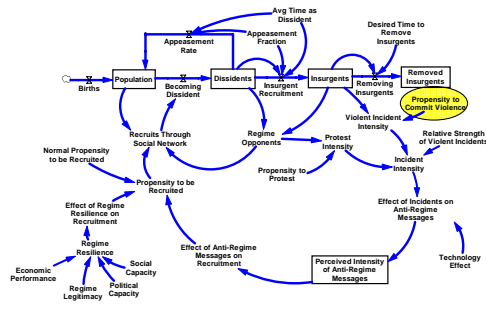 Avg Time as
Dissident
Appeasement
Fraction
Desired Time to
Remove
Insurgents
Appeasement
Rate
Births
Population
Becoming
Dissident
Dissidents
Insurgent
Recruitment
Insurgents
Removing
Insurgents
Removed
Insurgents
Propensity to
Commit Violence
Violent Incident
Intensity
Recruits Through
Social Network
Regime
Opponents
Protest
Intensity
Relative Strength
of Violent Incidents
Normal Propensity
to be Recruited
Incident
Intensity
Propensity to
Protest
Propensity to be
Recruited
Effect of Regime
Resilience on
Recruitment
Effect of Incidents on
Anti-Regime
Messages
Regime
Resilience
Effect of Anti-Regime
Messages on
Recruitment
Perceived Intensity
of Anti-Regime
Messages
Technology
Effect
Economic
Performance
Social
Capacity
Regime
Legitimacy
Political
Capacity